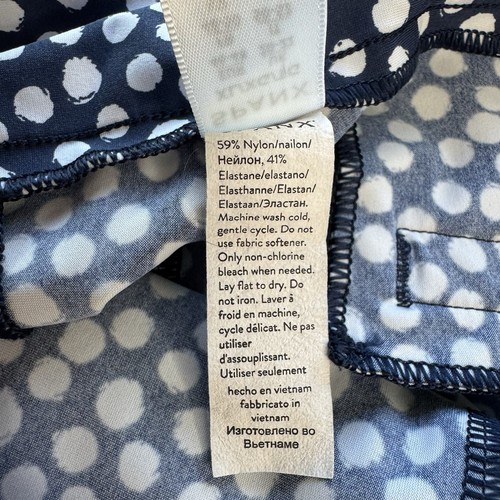 SPANX
59% Nylon/nailon/
Нейлон, 41%
Elastane/elastano/
Elasthanne/Elastan/
Elastaan/Эластан.
Machine wash cold,
gentle cycle. Do not
use fabric softener.
Only non-chlorine
bleach when needed.
Lay flat to dry. Do
not iron. Laver à
froid en machine,
cycle délicat. Ne pas
utiliser
d'assouplissant.
Utiliser seulement
hecho en vietnam
fabricato in
vietnam
Изготовлено во
Вьетнаме